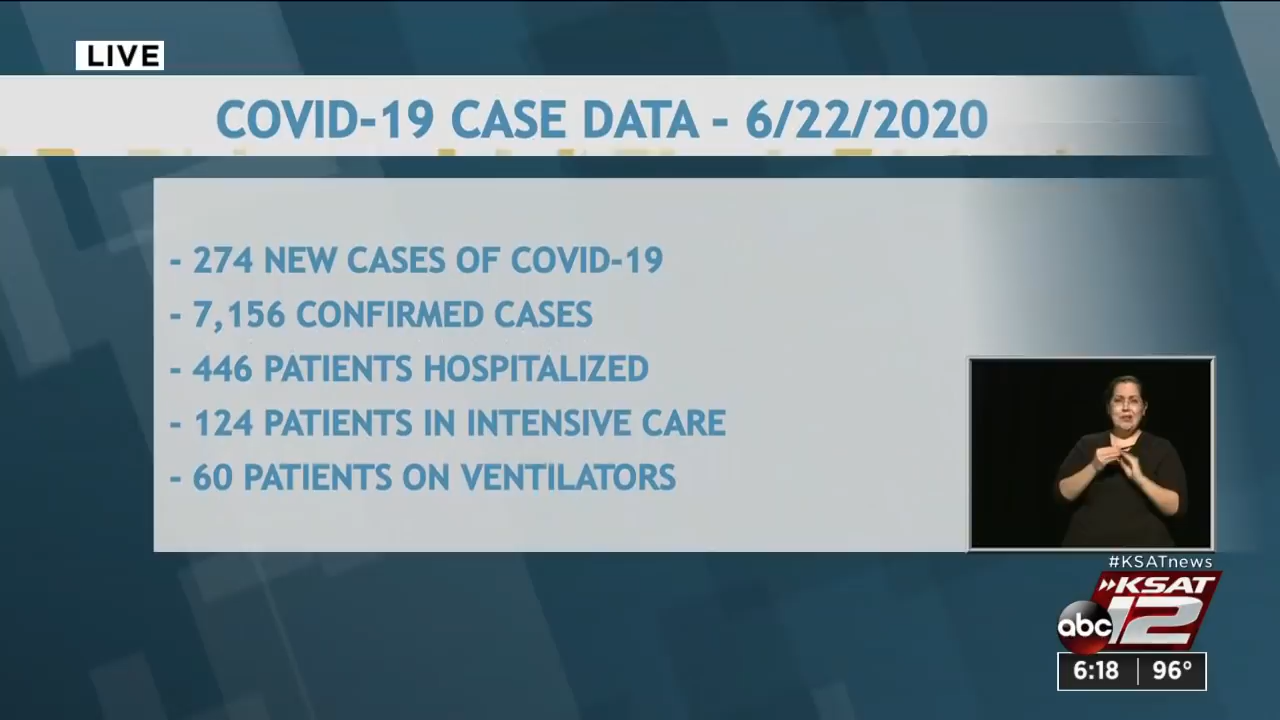 LIVE
COVID-19 CASE DATA - 6/22/2020
- 274 NEW CASES OF COVID-19
- 7,156 CONFIRMED CASES
- 446 PATIENTS HOSPITALIZED
- 124 PATIENTS IN INTENSIVE CARE
- 60 PATIENTS ON VENTILATORS
#KSATnews
KSAT
abc 12
6:18 96°